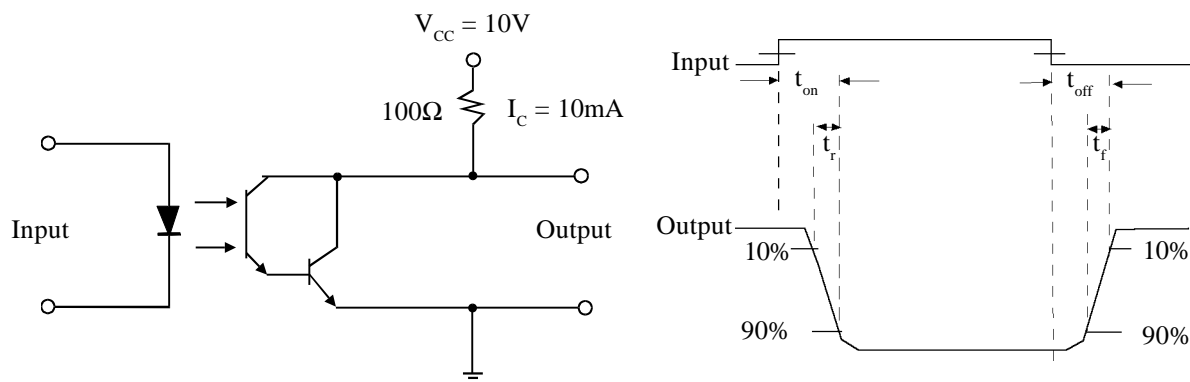 V_CC = 10V
100Ω
I_C = 10mA
Input
Output
Input
t_on
t_off
t_r
t_f
Output
10%
10%
90%
90%